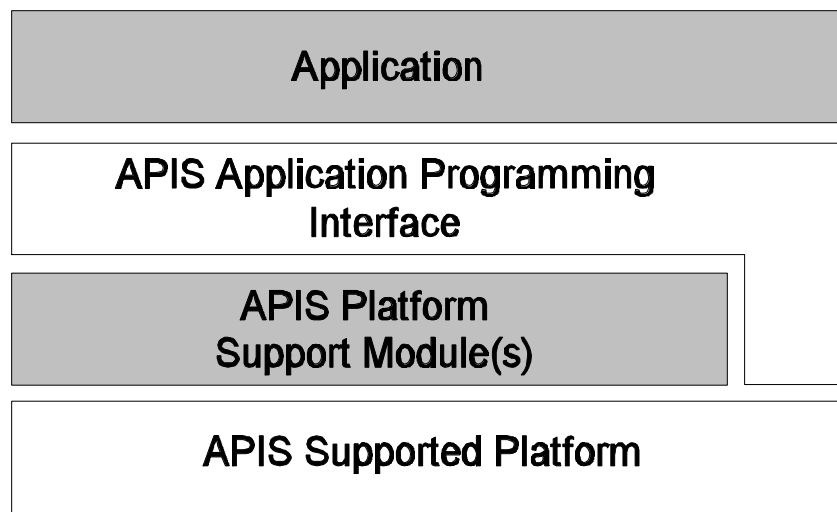 Application
APIS Application Programming
Interface
APIS Platform
Support Module(s)
APIS Supported Platform